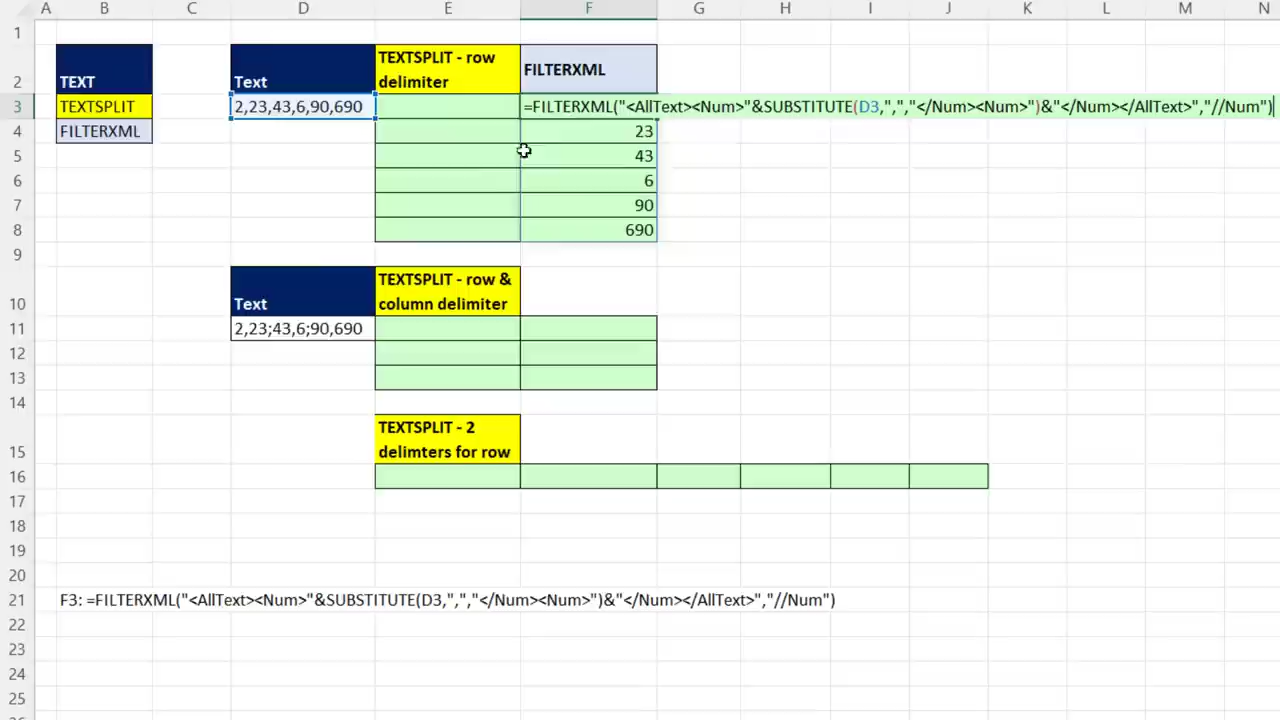 A B C D E F G H I J K L M N
1
TEXTSPLIT - row
2 TEXT Text delimiter FILTERXML
3 TEXTSPLIT 2,23,43,6,90,690 =FILTERXML("<AllText><Num>"&SUBSTITUTE(D3,",","</Num><Num>")&"</Num></AllText>","//Num")
4 FILTERXML 23
5 43
6 6
7 90
8 690
9
TEXTSPLIT - row &
10 Text column delimiter
11 2,23;43,6;90,690
12
13
14
TEXTSPLIT - 2
15 delimters for row
16
17
18
19
20
21 F3: =FILTERXML("<AllText><Num>"&SUBSTITUTE(D3,",","</Num><Num>")&"</Num></AllText>","//Num")
22
23
24
25